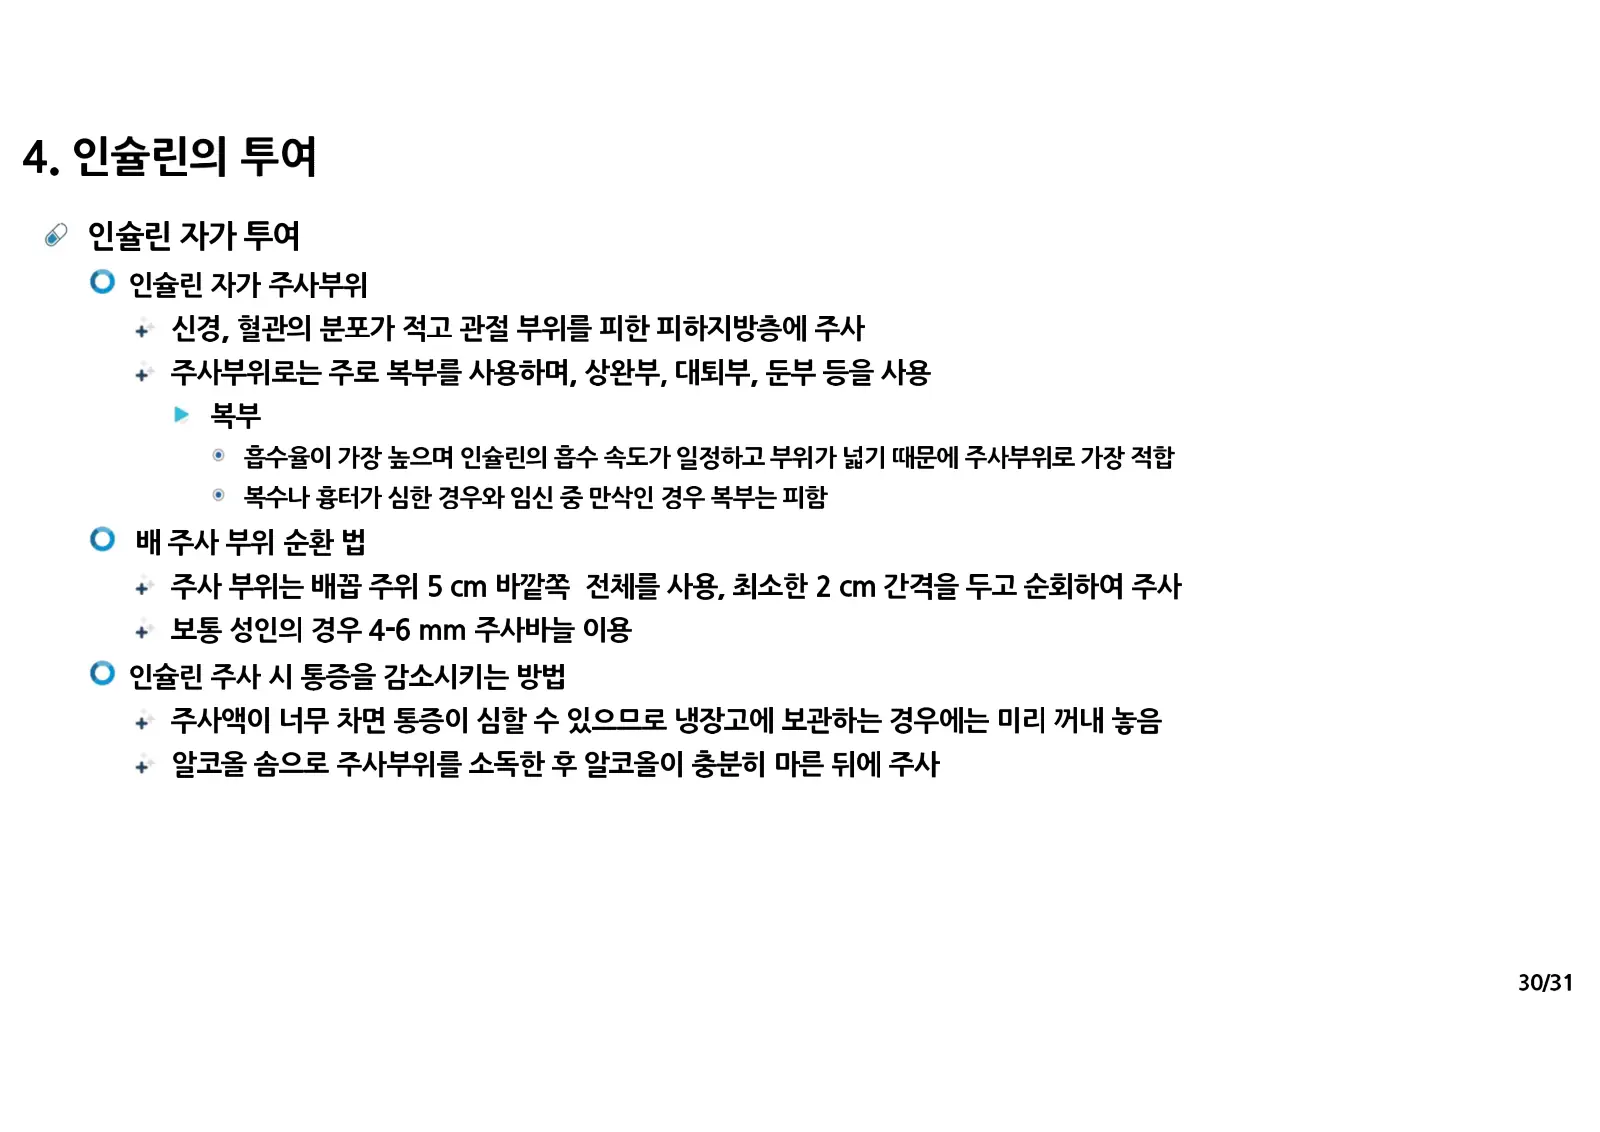 4. 인슐린의 투여
인슐린 자가 투여
인슐린 자가 주사부위
신경, 혈관의 분포가 적고 관절 부위를 피한 피하지방층에 주사
주사부위로는 주로 복부를 사용하며, 상완부, 대퇴부, 둔부 등을 사용
복부
흡수율이 가장 높으며 인슐린의 흡수 속도가 일정하고 부위가 넓기 때문에 주사부위로 가장 적합
복수나 흉터가 심한 경우와 임신 중 만삭인 경우 복부는 피함
배 주사 부위 순환 법
주사 부위는 배꼽 주위 5 cm 바깥쪽 전체를 사용, 최소한 2 cm 간격을 두고 순회하여 주사
보통 성인의 경우 4-6 mm 주사바늘 이용
인슐린 주사 시 통증을 감소시키는 방법
주사액이 너무 차면 통증이 심할 수 있으므로 냉장고에 보관하는 경우에는 미리 꺼내 놓음
알코올 솜으로 주사부위를 소독한 후 알코올이 충분히 마른 뒤에 주사
30/31